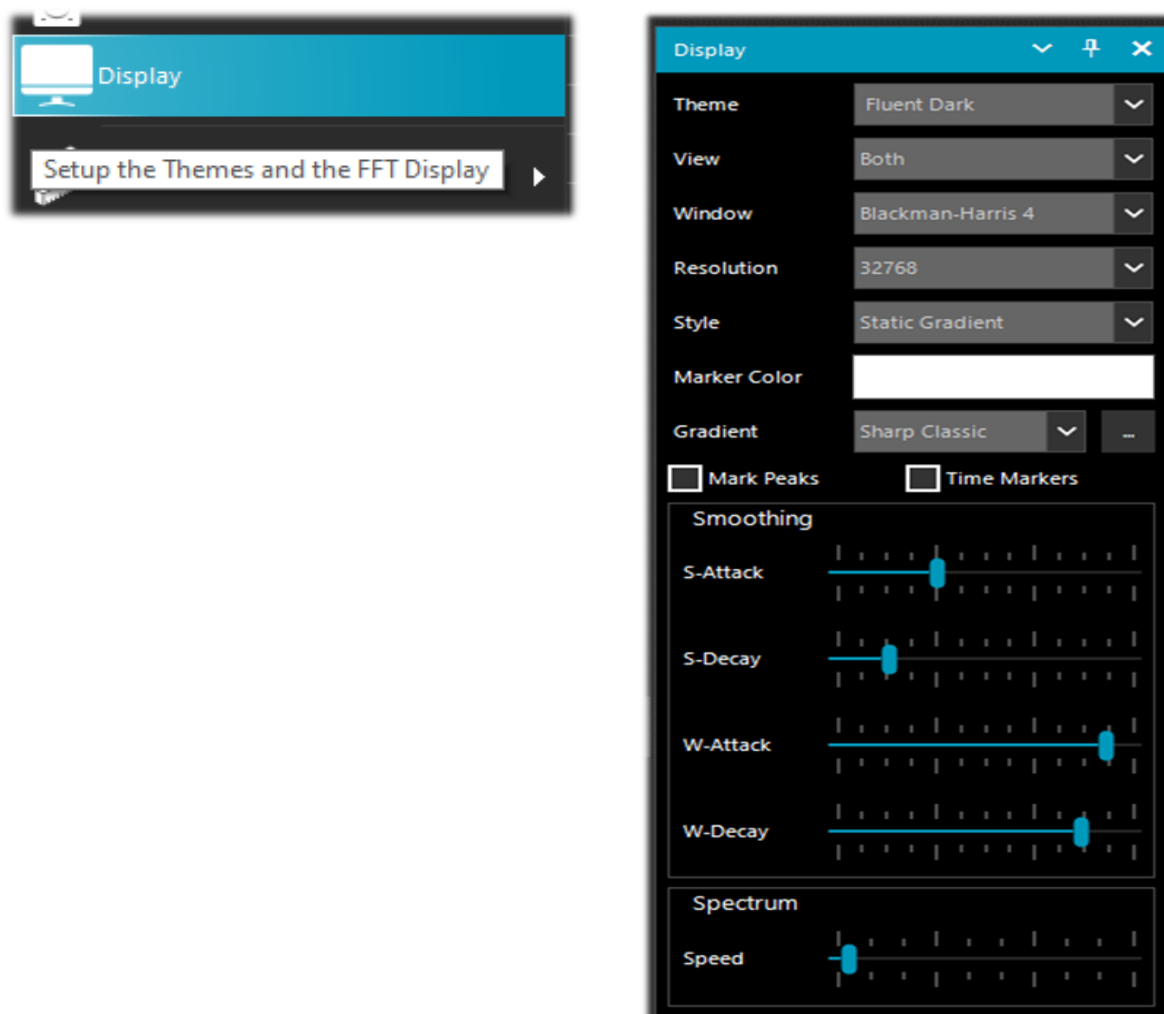 Display
Setup the Themes and the FFT Display
Display
Theme Fluent Dark
View Both
Window Blackman-Harris 4
Resolution 32768
Style Static Gradient
Marker Color
Gradient Sharp Classic ...
Mark Peaks Time Markers
Smoothing
S-Attack
S-Decay
W-Attack
W-Decay
Spectrum
Speed